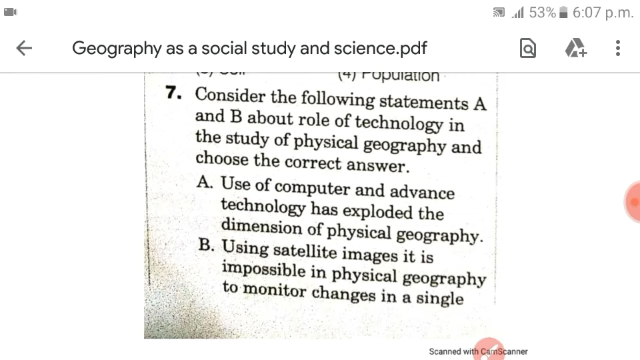 53% 6:07 p.m.
Geography as a social study and science.pdf
(4) Population
7. Consider the following statements A
and B about role of technology in
the study of physical geography and
choose the correct answer.
A. Use of computer and advance
technology has exploded the
dimension of physical geography.
B. Using satellite images it is
impossible in physical geography
to monitor changes in a single
Scanned with CamScanner